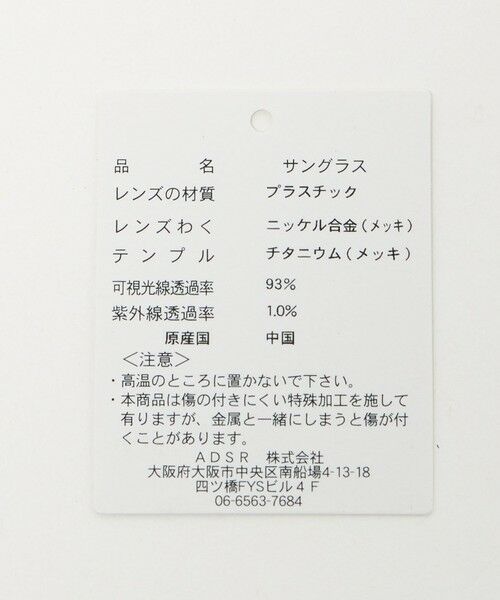 品名 サングラス
レンズの材質 プラスチック
レンズわく ニッケル合金(メッキ)
テンプル チタニウム(メッキ)
可視光線透過率 93%
紫外線透過率 1.0%
原産国 中国
＜注意＞
・高温のところに置かないで下さい。
・本商品は傷の付きにくい特殊加工を施して
有りますが、金属と一緒にしまうと傷が付
くことがあります。
ADSR 株式会社
大阪府大阪市中央区南船場4-13-18
四ツ橋FYSビル4F
06-6563-7684